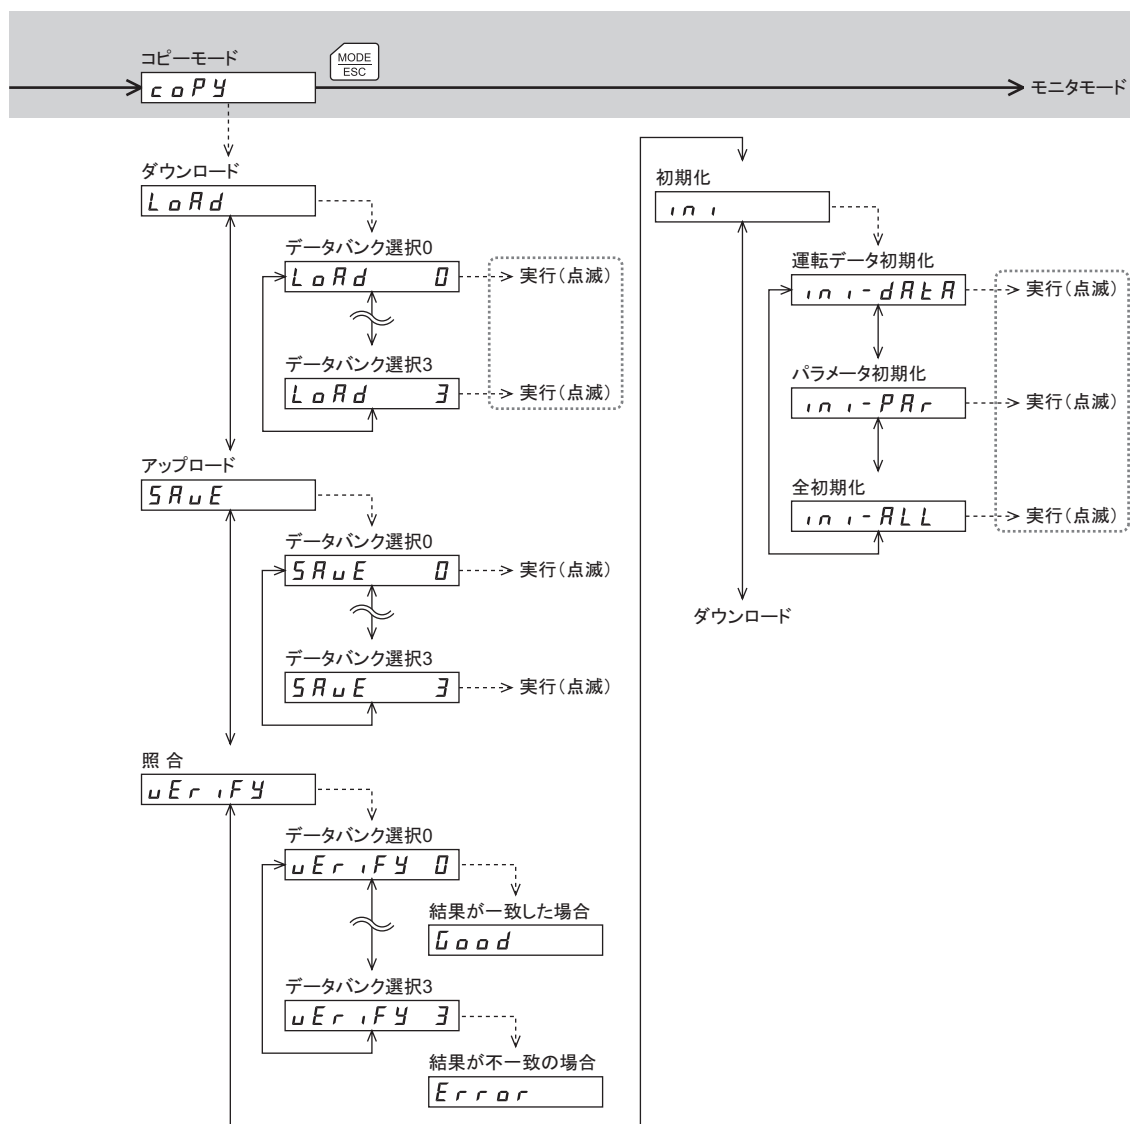 コピーモード
MODE
ESC
coPY
モニタモード
ダウンロード
LoAd
データバンク選択0
LoAd 0
実行(点滅)
データバンク選択3
LoAd 3
実行(点滅)
アップロード
SAvE
データバンク選択0
SAvE 0
実行(点滅)
データバンク選択3
SAvE 3
実行(点滅)
照 合
vEriFY
データバンク選択0
vEriFY 0
結果が一致した場合
Good
データバンク選択3
vEriFY 3
結果が不一致の場合
Error
初期化
ini
運転データ初期化
ini-dAtA
実行(点滅)
パラメータ初期化
ini-PAr
実行(点滅)
全初期化
ini-ALL
実行(点滅)
ダウンロード